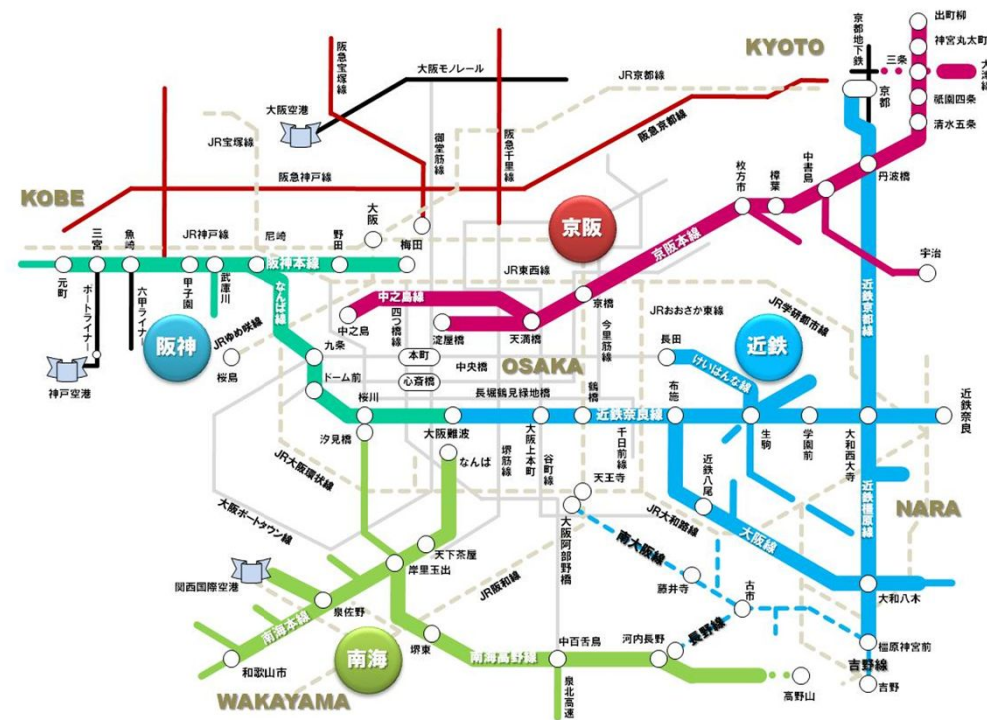 出町柳
神宮丸太町
三条
大津線
祇園四条
清水五条
京都地下鉄
京都
KYOTO
阪急宝塚線
大阪モノレール
JR京都線
大阪空港
JR宝塚線
御堂筋線
阪急千里線
阪急京都線
阪急神戸線
KOBE
丹波橋
中書島
樟葉
枚方市
宇治
大阪
梅田
京阪
京阪本線
三宮
魚崎
JR神戸線
尼崎
野田
阪神本線
元町
ポートライナー
六甲ライナー
甲子園
武庫川
なんば線
JR東西線
京橋
中之島線
中之島
四つ橋線
淀屋橋
天満橋
今里筋線
JRおおさか東線
JR学研都市線
近鉄京都線
阪神
JRゆめ咲線
桜島
九条
本町
中央橋
OSAKA
長田
近鉄
けいはんな線
神戸空港
ドーム前
心斎橋
長堀鶴見緑地橋
鶴橋
布施
近鉄奈良線
桜川
汐見橋
大阪難波
なんば
堺筋線
大阪上本町
谷町線
千日前線
生駒
学園前
大和西大寺
近鉄奈良
JR大阪環状線
天王寺
近鉄八尾
近鉄橿原線
NARA
大阪ポートタウン線
大阪阿部野橋
JR大和路線
大阪線
南大阪線
天下茶屋
岸里玉出
関西国際空港
JR阪和線
藤井寺
古市
大和八木
泉佐野
南海本線
長野線
堺東
中百舌鳥
河内長野
橿原神宮前
吉野線
南海
南海高野線
和歌山市
WAKAYAMA
泉北高速
高野山
吉野